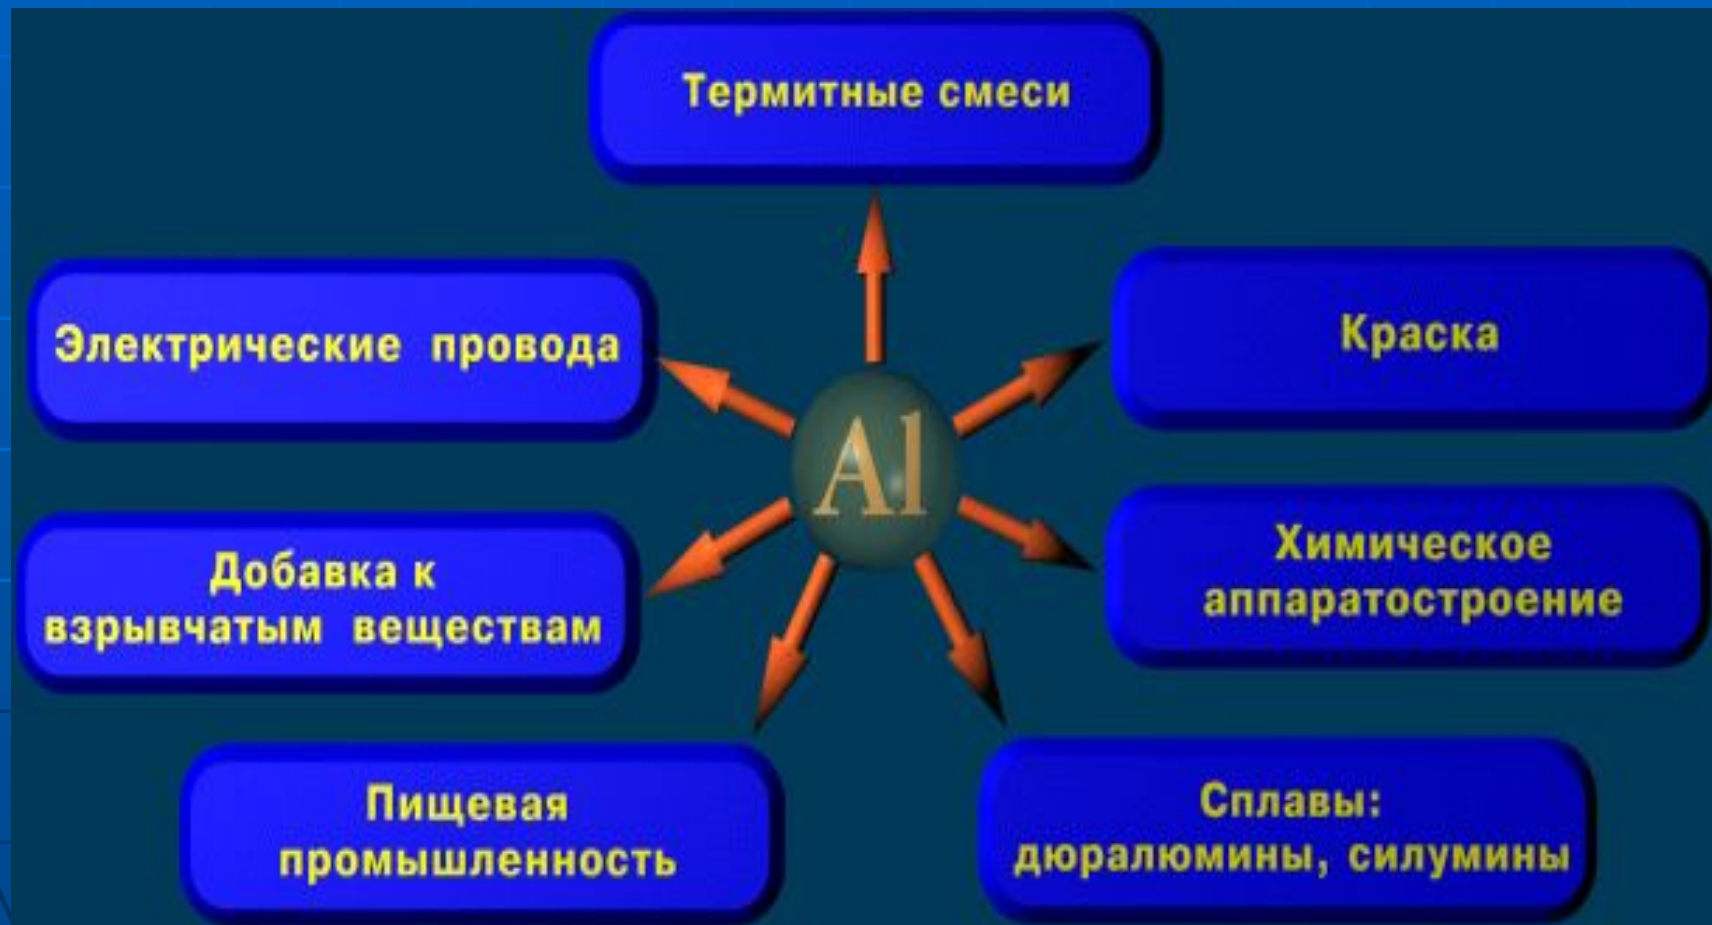 Термитные смеси
Электрические провода
Краска
Al
Добавка к
взрывчатым веществам
Химическое
аппаратостроение
Пищевая
промышленность
Сплавы:
дюралюмины, силумины